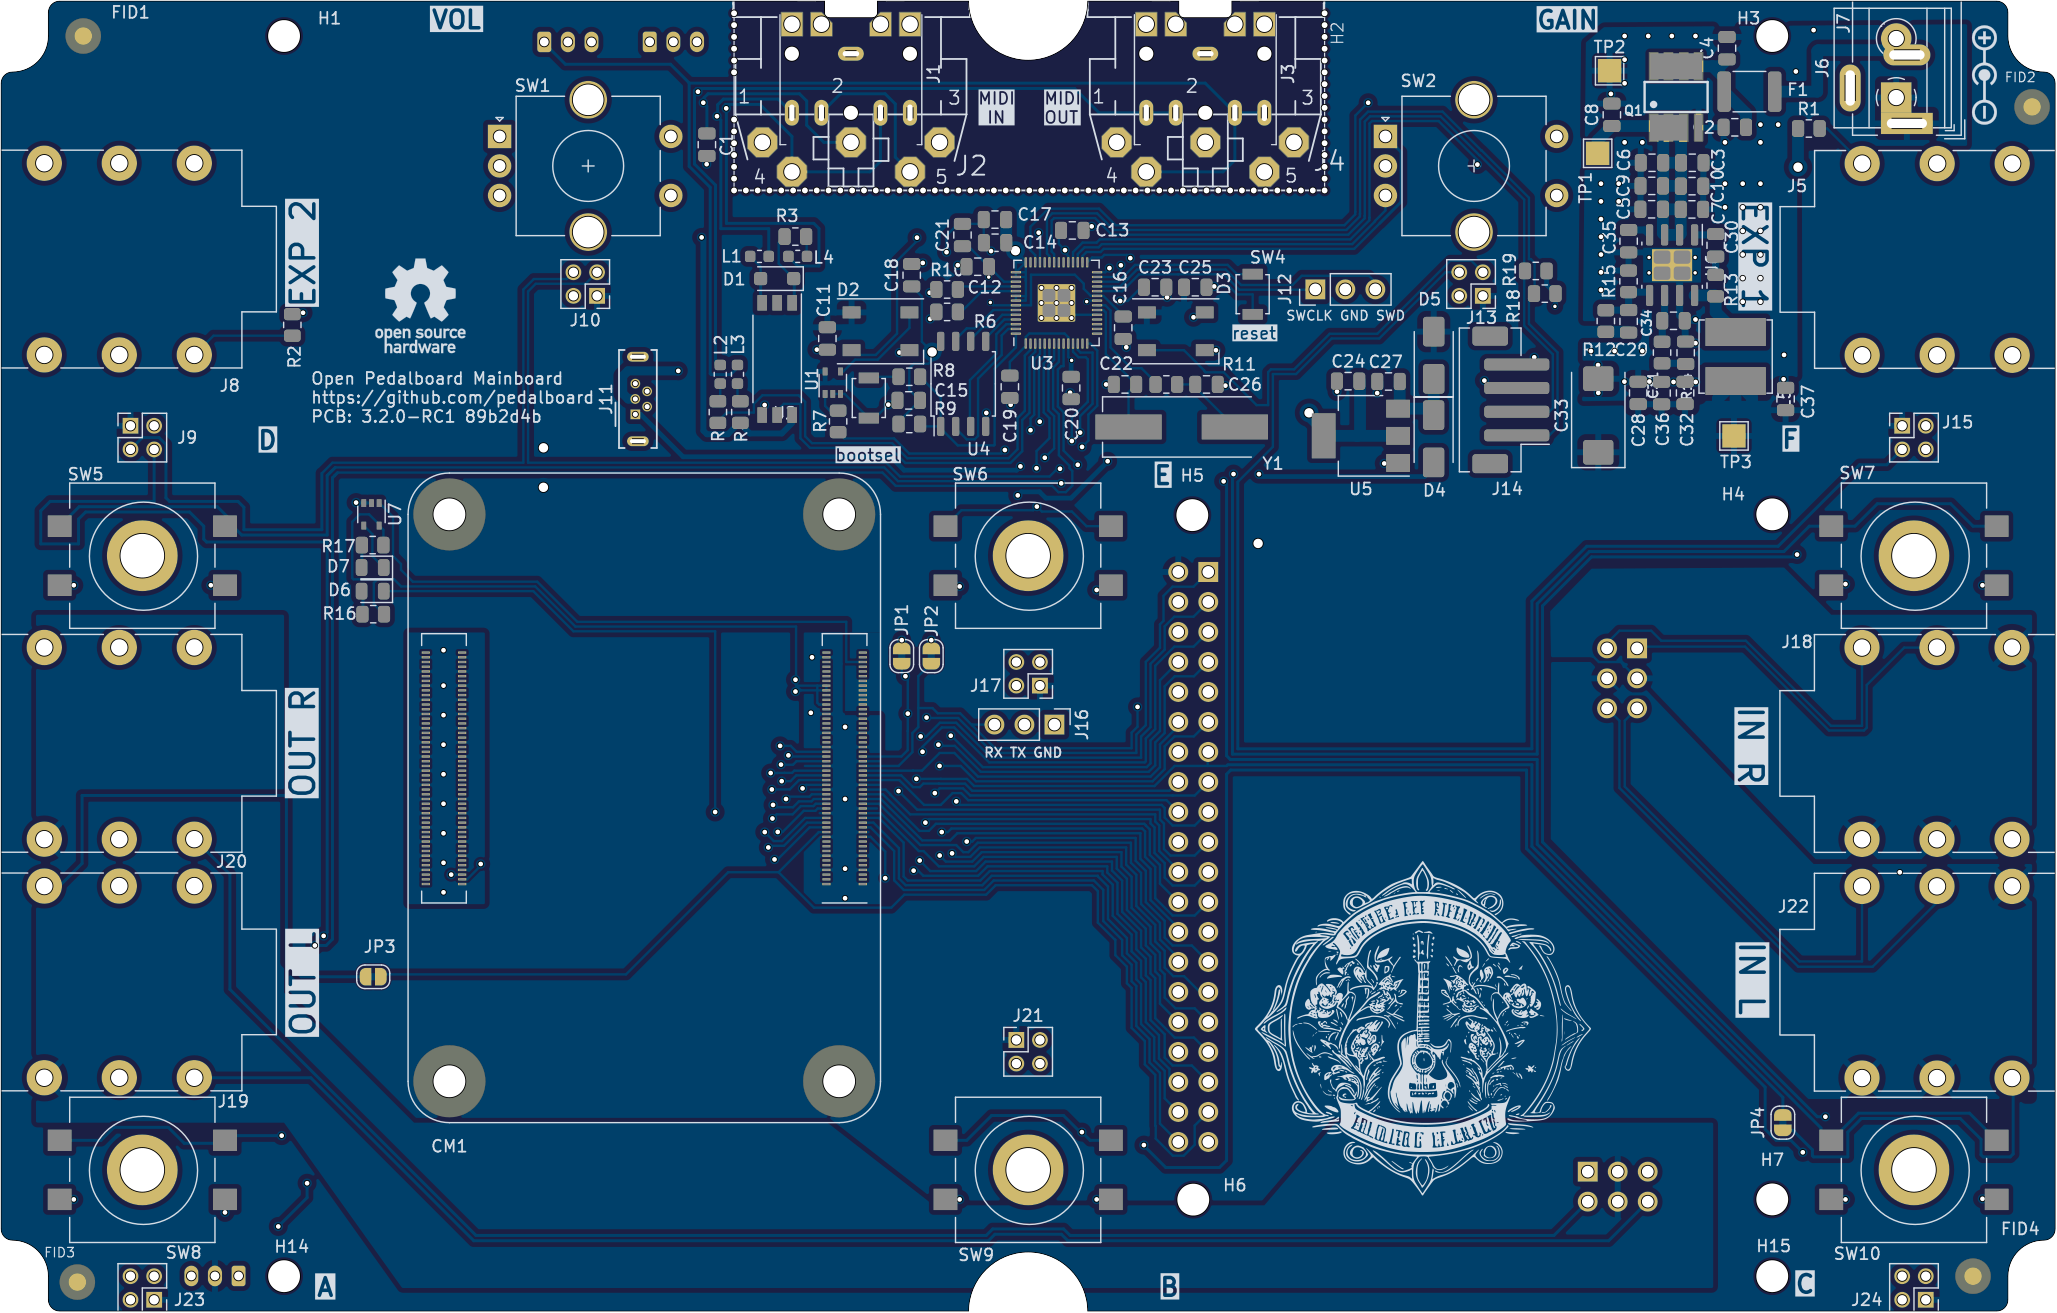 FID1
VOL
H1
GAIN
H3
J7
H2
TP2
C4
J6
FID2
SW1
J1
J3
SW2
F1
1
2
3
MIDI
IN
MIDI
OUT
1
2
3
C8
Q1
R1
C1
4
J2
5
5
4
TP1
C6
C3
C9
C10
J5
C5
C7
EXP 2
R3
C21
C17
C14
C13
EXP 1
C35
C30
L1
L4
D1
C18
R10
C12
C23
C25
SW4
D3
R19
R18
R15
R13
open source
hardware
J10
C11
D2
R6
C16
J12
SWCLK GND SWD
D5
J13
reset
C34
R2
J8
L2
L3
U1
R8
C15
R9
U3
C22
R11
C26
C24
C27
R12
C29
Open Pedalboard Mainboard
https://github.com/pedalboard
PCB: 3.2.0-RC1 89b2d4b
J11
R7
C19
C20
C33
C28
C36
C32
C37
J9
D
U4
bootsel
E
Y1
H5
U5
D4
J14
TP3
F
J15
SW5
SW6
H4
SW7
U7
R17
D7
D6
R16
JP1
JP2
J18
J17
J16
RX TX GND
OUT R
IN R
J20
J22
OUT L
JP3
IN L
J21
J19
CM1
JP4
H7
H6
FID3
SW8
H14
SW9
H15
SW10
FID4
J23
A
B
C
J24